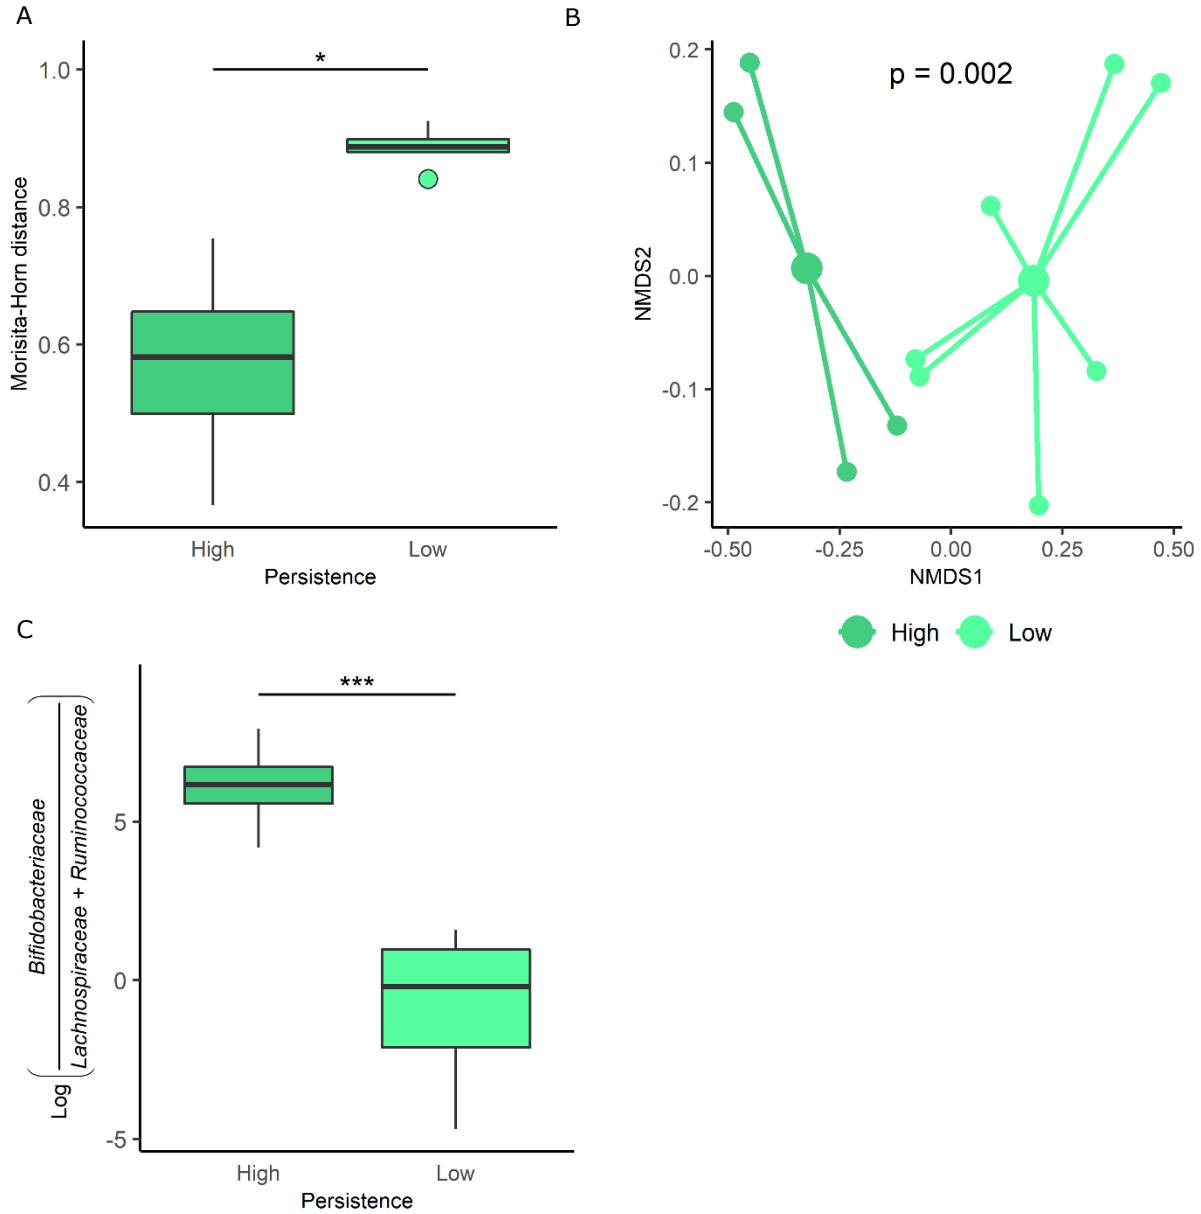 A
1.0
0.8
0.6
0.4
Morisita-Horn distance
*
High
Low
Persistence
B
0.2
0.1
0.0
-0.1
-0.2
NMDS2
p = 0.002
-0.50
-0.25
0.00
0.25
0.50
NMDS1
High
Low
C
Log
Bifidobacteriaceae
Lachnospiraceae + Ruminococcaceae
5
0
-5
***
High
Low
Persistence